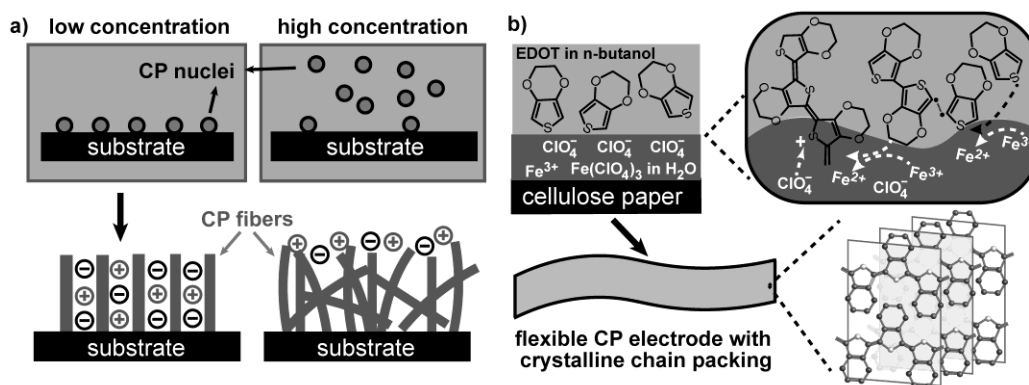 a)
low concentration
high concentration
CP nuclei
substrate
substrate
CP fibers
substrate
substrate
b)
EDOT in n-butanol
O
O
S
O
O
S
O
O
S
ClO₄⁻ ClO₄⁻ ClO₄⁻
Fe³⁺ Fe(ClO₄)₃ in H₂O
cellulose paper
ClO₄⁻
+
Fe²⁺
ClO₄⁻
Fe³⁺
Fe²⁺
Fe³⁺
flexible CP electrode with
crystalline chain packing